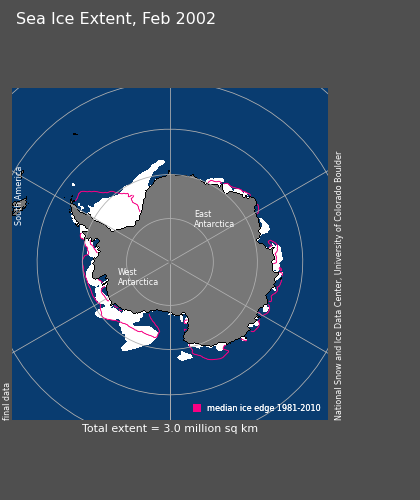 Sea Ice Extent, Feb 2002
South America
East
Antarctica
West
Antarctica
National Snow and Ice Data Center, University of Colorado Boulder
final data
median ice edge 1981-2010
Total extent = 3.0 million sq km